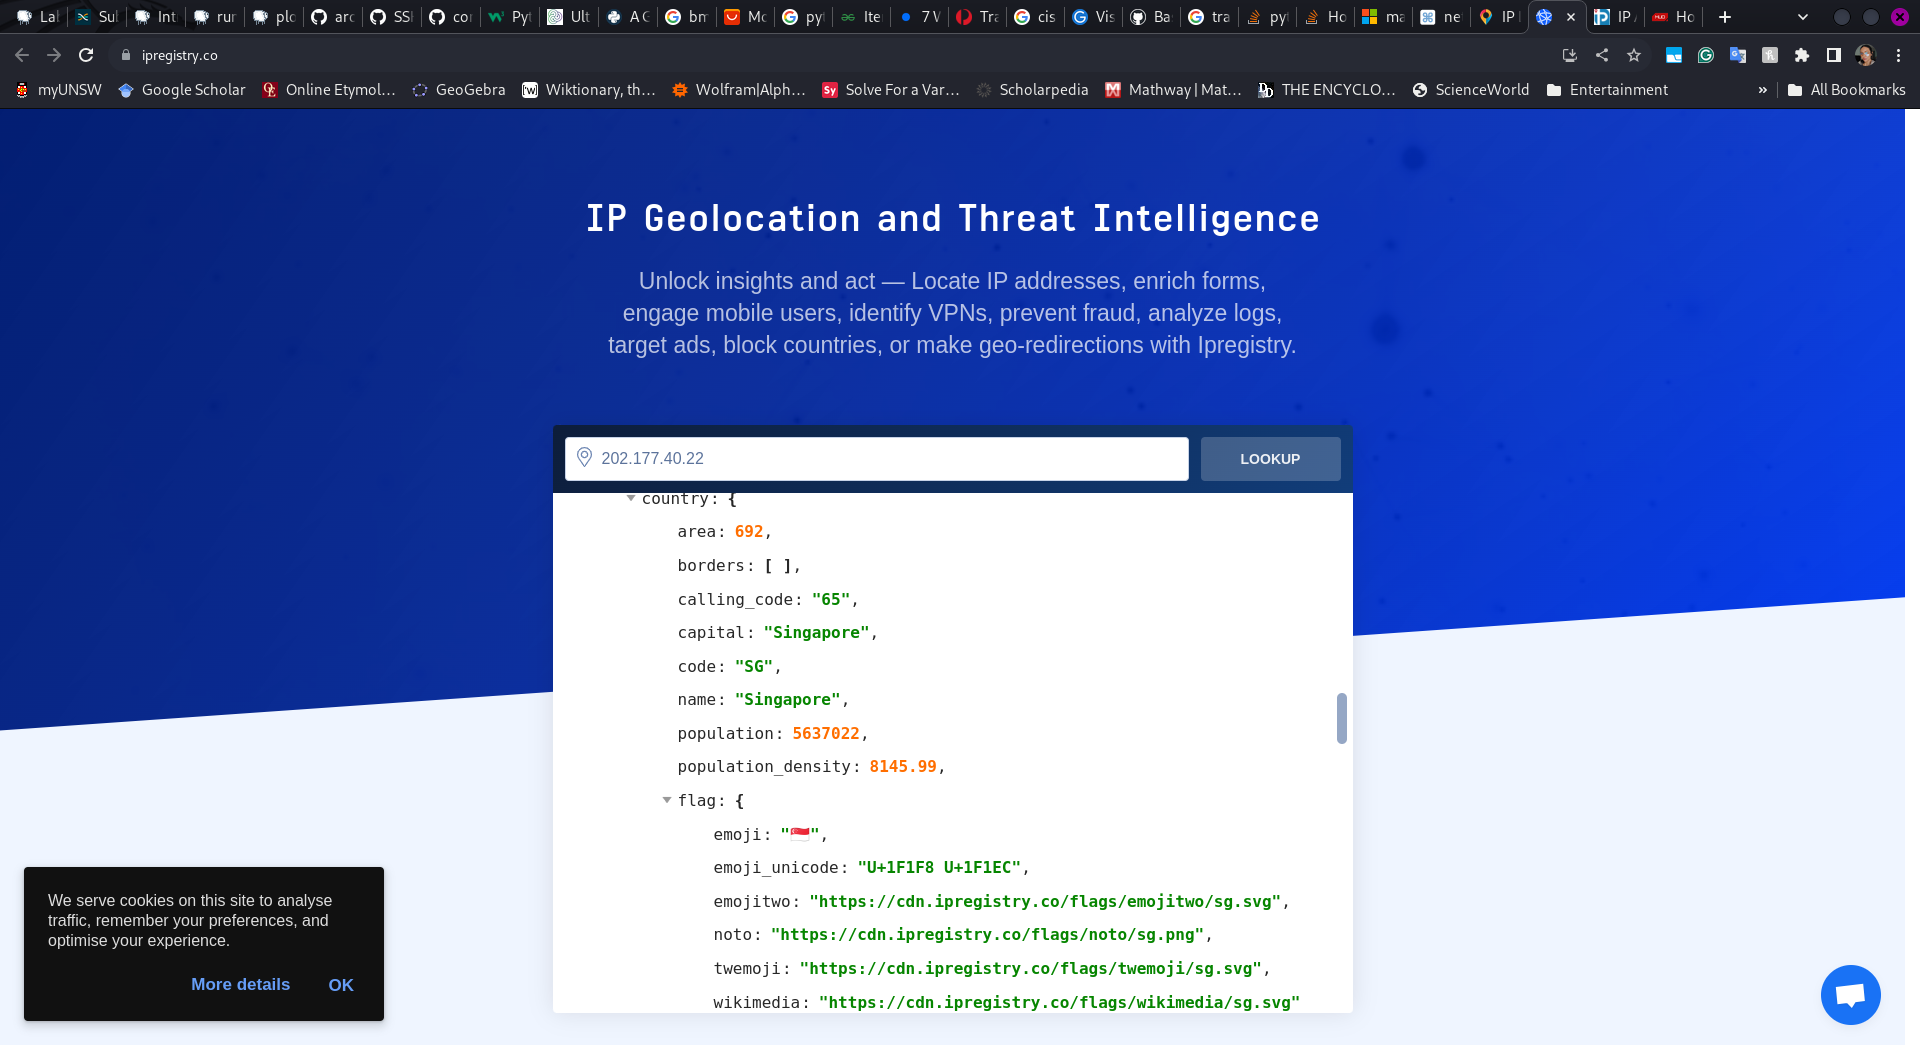 Lal
Sul
Int
rur
plo
arc
SSH
cor
Pyt
Ult
A G
bm
Mo
pyt
Ite
7 V
Tra
cis
Vis
Ba
tra
pyt
Ho
ma
ne
IP
IP
Ho
ipregistry.co
myUNSW
Google Scholar
Online Etymol...
GeoGebra
Wiktionary, th...
Wolfram|Alph...
Solve For a Var...
Scholarpedia
Mathway | Mat...
THE ENCYCLO...
ScienceWorld
Entertainment
»
All Bookmarks
IP Geolocation and Threat Intelligence
Unlock insights and act — Locate IP addresses, enrich forms,
engage mobile users, identify VPNs, prevent fraud, analyze logs,
target ads, block countries, or make geo-redirections with Ipregistry.
202.177.40.22
LOOKUP
country: {
area: 692,
borders: [ ],
calling_code: "65",
capital: "Singapore",
code: "SG",
name: "Singapore",
population: 5637022,
population_density: 8145.99,
flag: {
emoji: "🇸🇬",
emoji_unicode: "U+1F1F8 U+1F1EC",
emojitwo: "https://cdn.ipregistry.co/flags/emojitwo/sg.svg",
noto: "https://cdn.ipregistry.co/flags/noto/sg.png",
twemoji: "https://cdn.ipregistry.co/flags/twemoji/sg.svg",
wikimedia: "https://cdn.ipregistry.co/flags/wikimedia/sg.svg"
We serve cookies on this site to analyse
traffic, remember your preferences, and
optimise your experience.
More details
OK